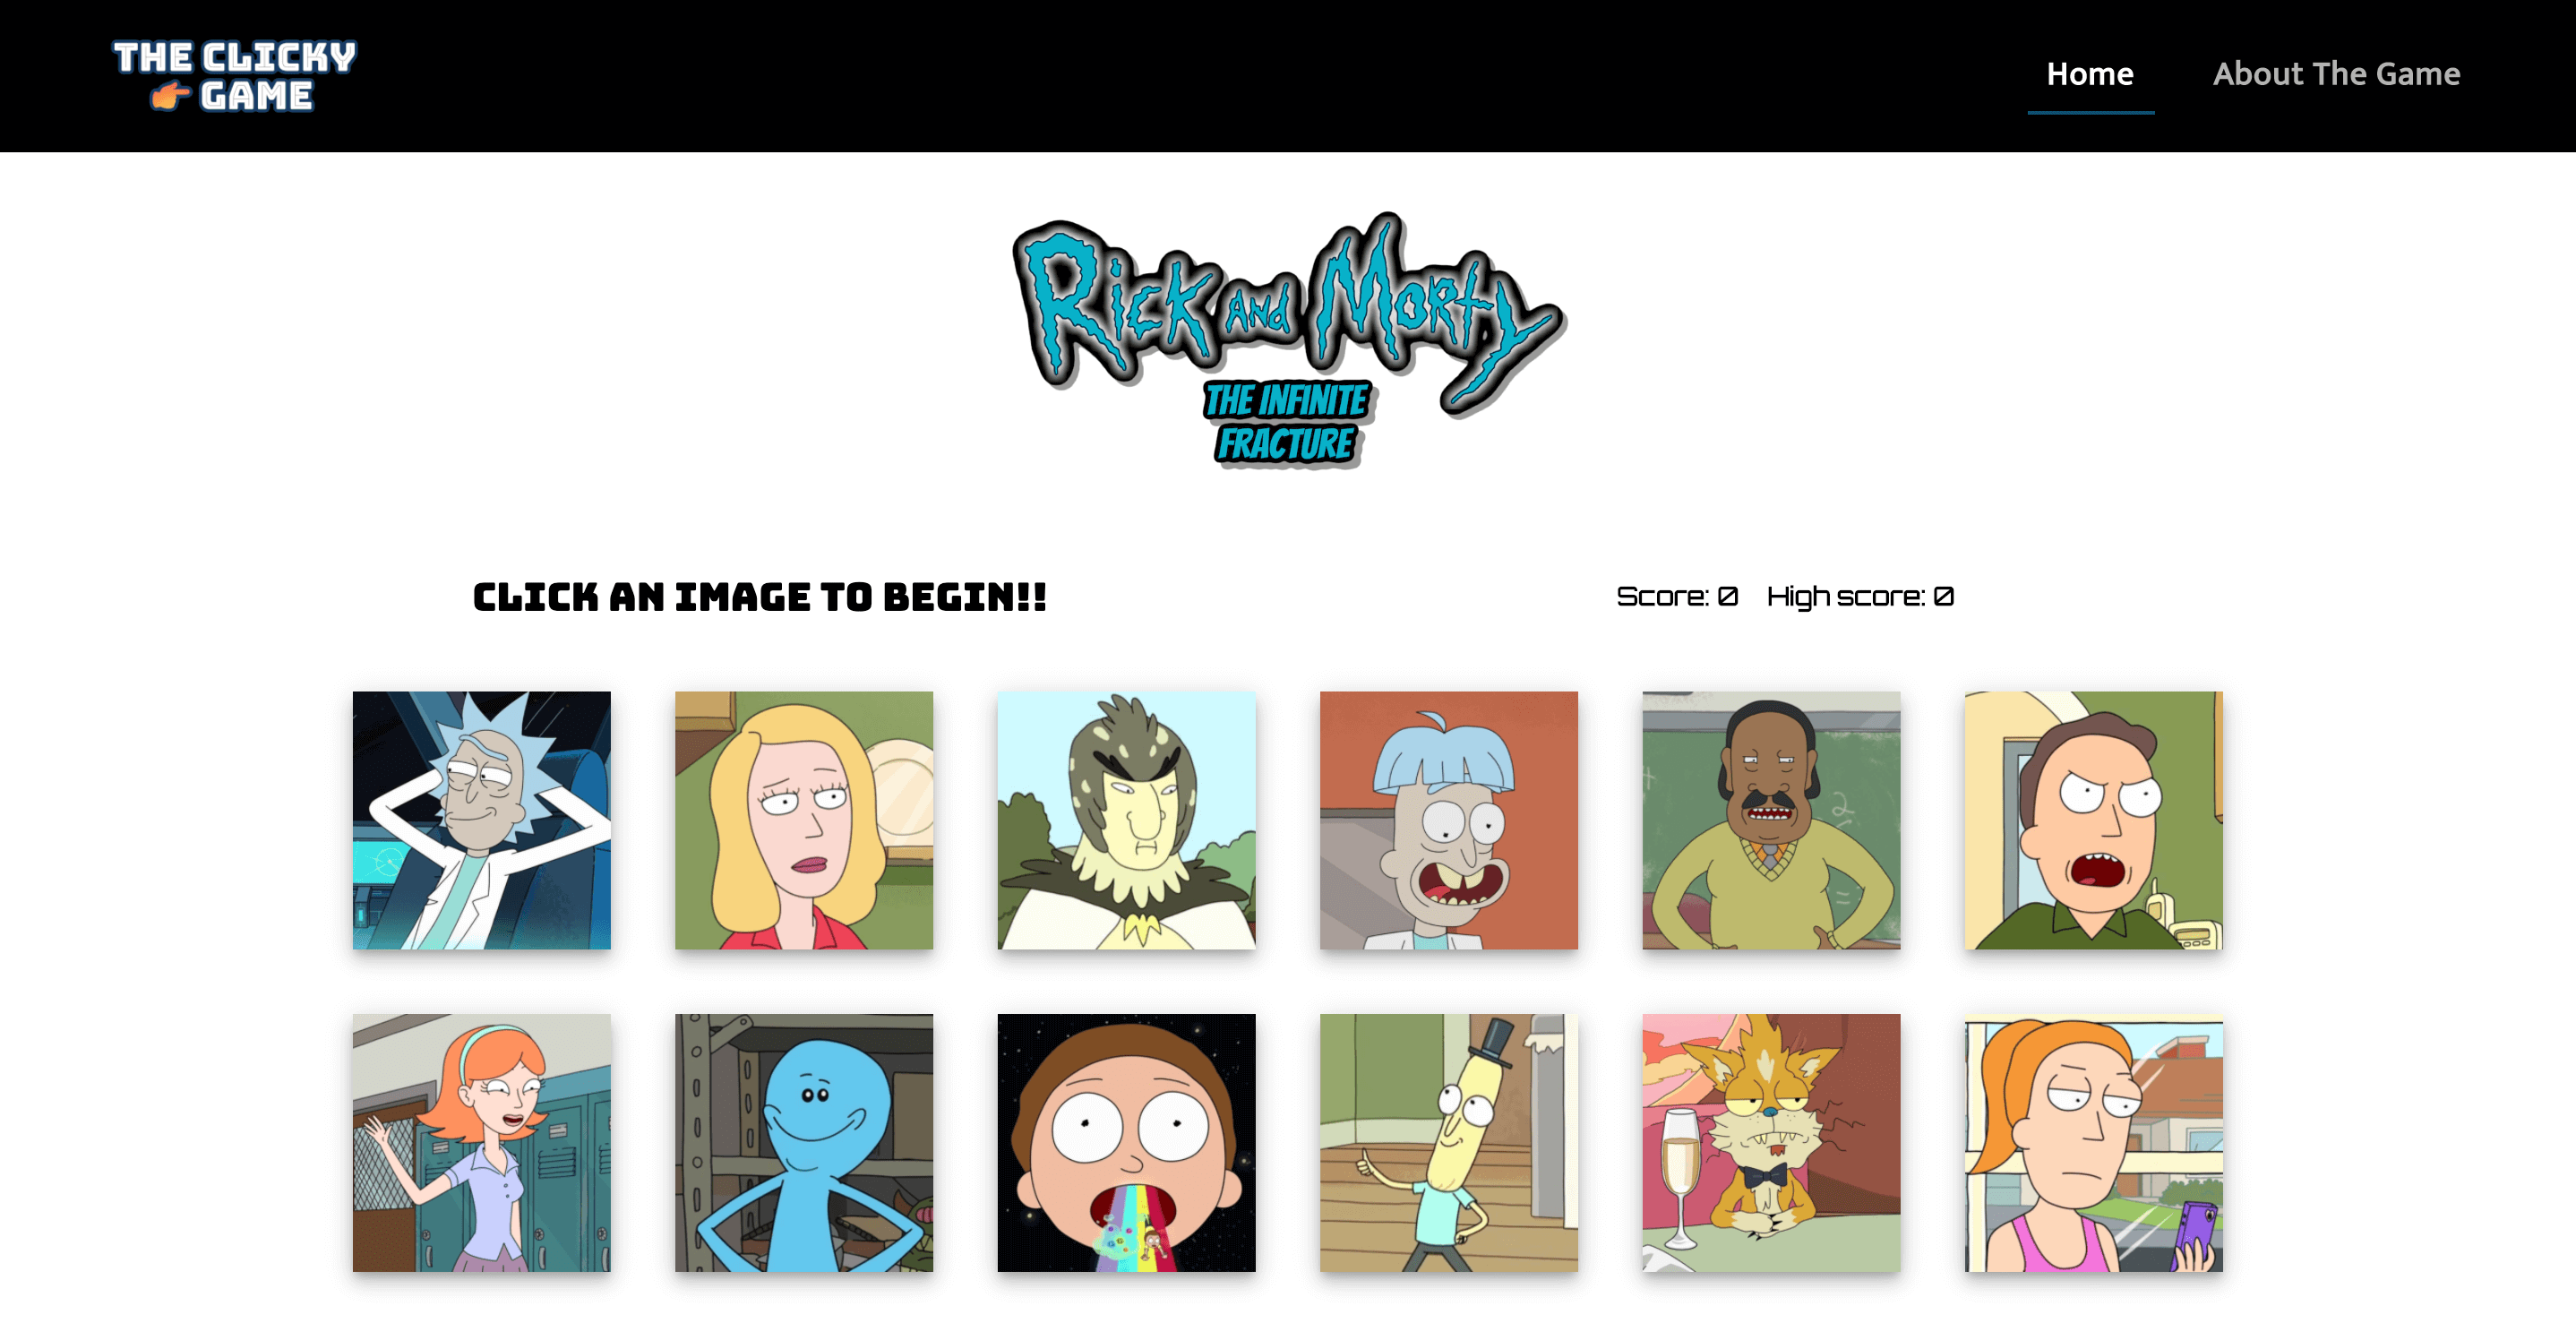 THE CLICKY
GAME
Home
About The Game
Rick and Morty
THE INFINITE
FRACTURE
CLICK AN IMAGE TO BEGIN!!
Score: 0
High score: 0